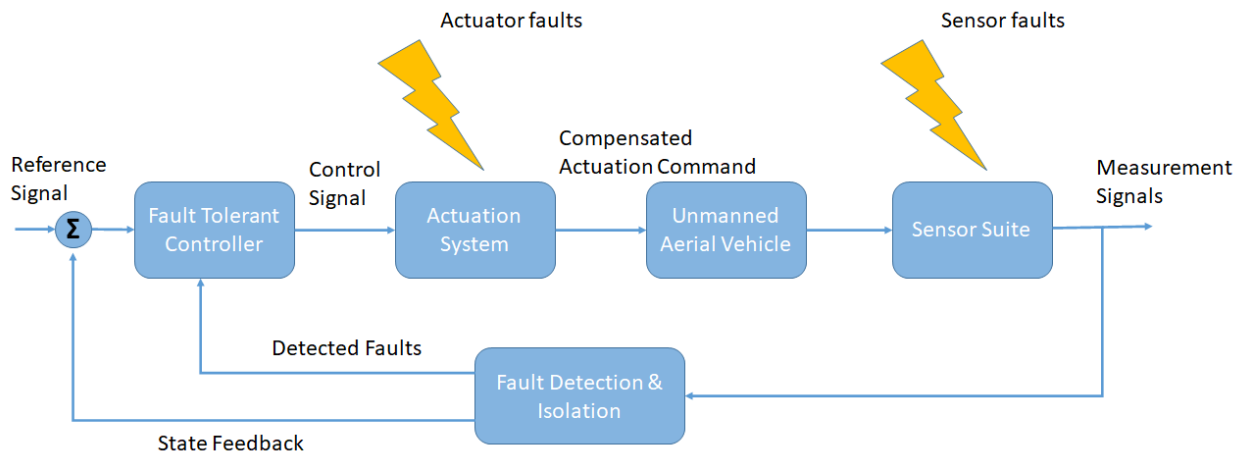 Actuator faults
Sensor faults
Reference
Signal
Σ
Fault Tolerant
Controller
Control
Signal
Actuation
System
Compensated
Actuation Command
Unmanned
Aerial Vehicle
Sensor Suite
Measurement
Signals
Detected Faults
Fault Detection &
Isolation
State Feedback